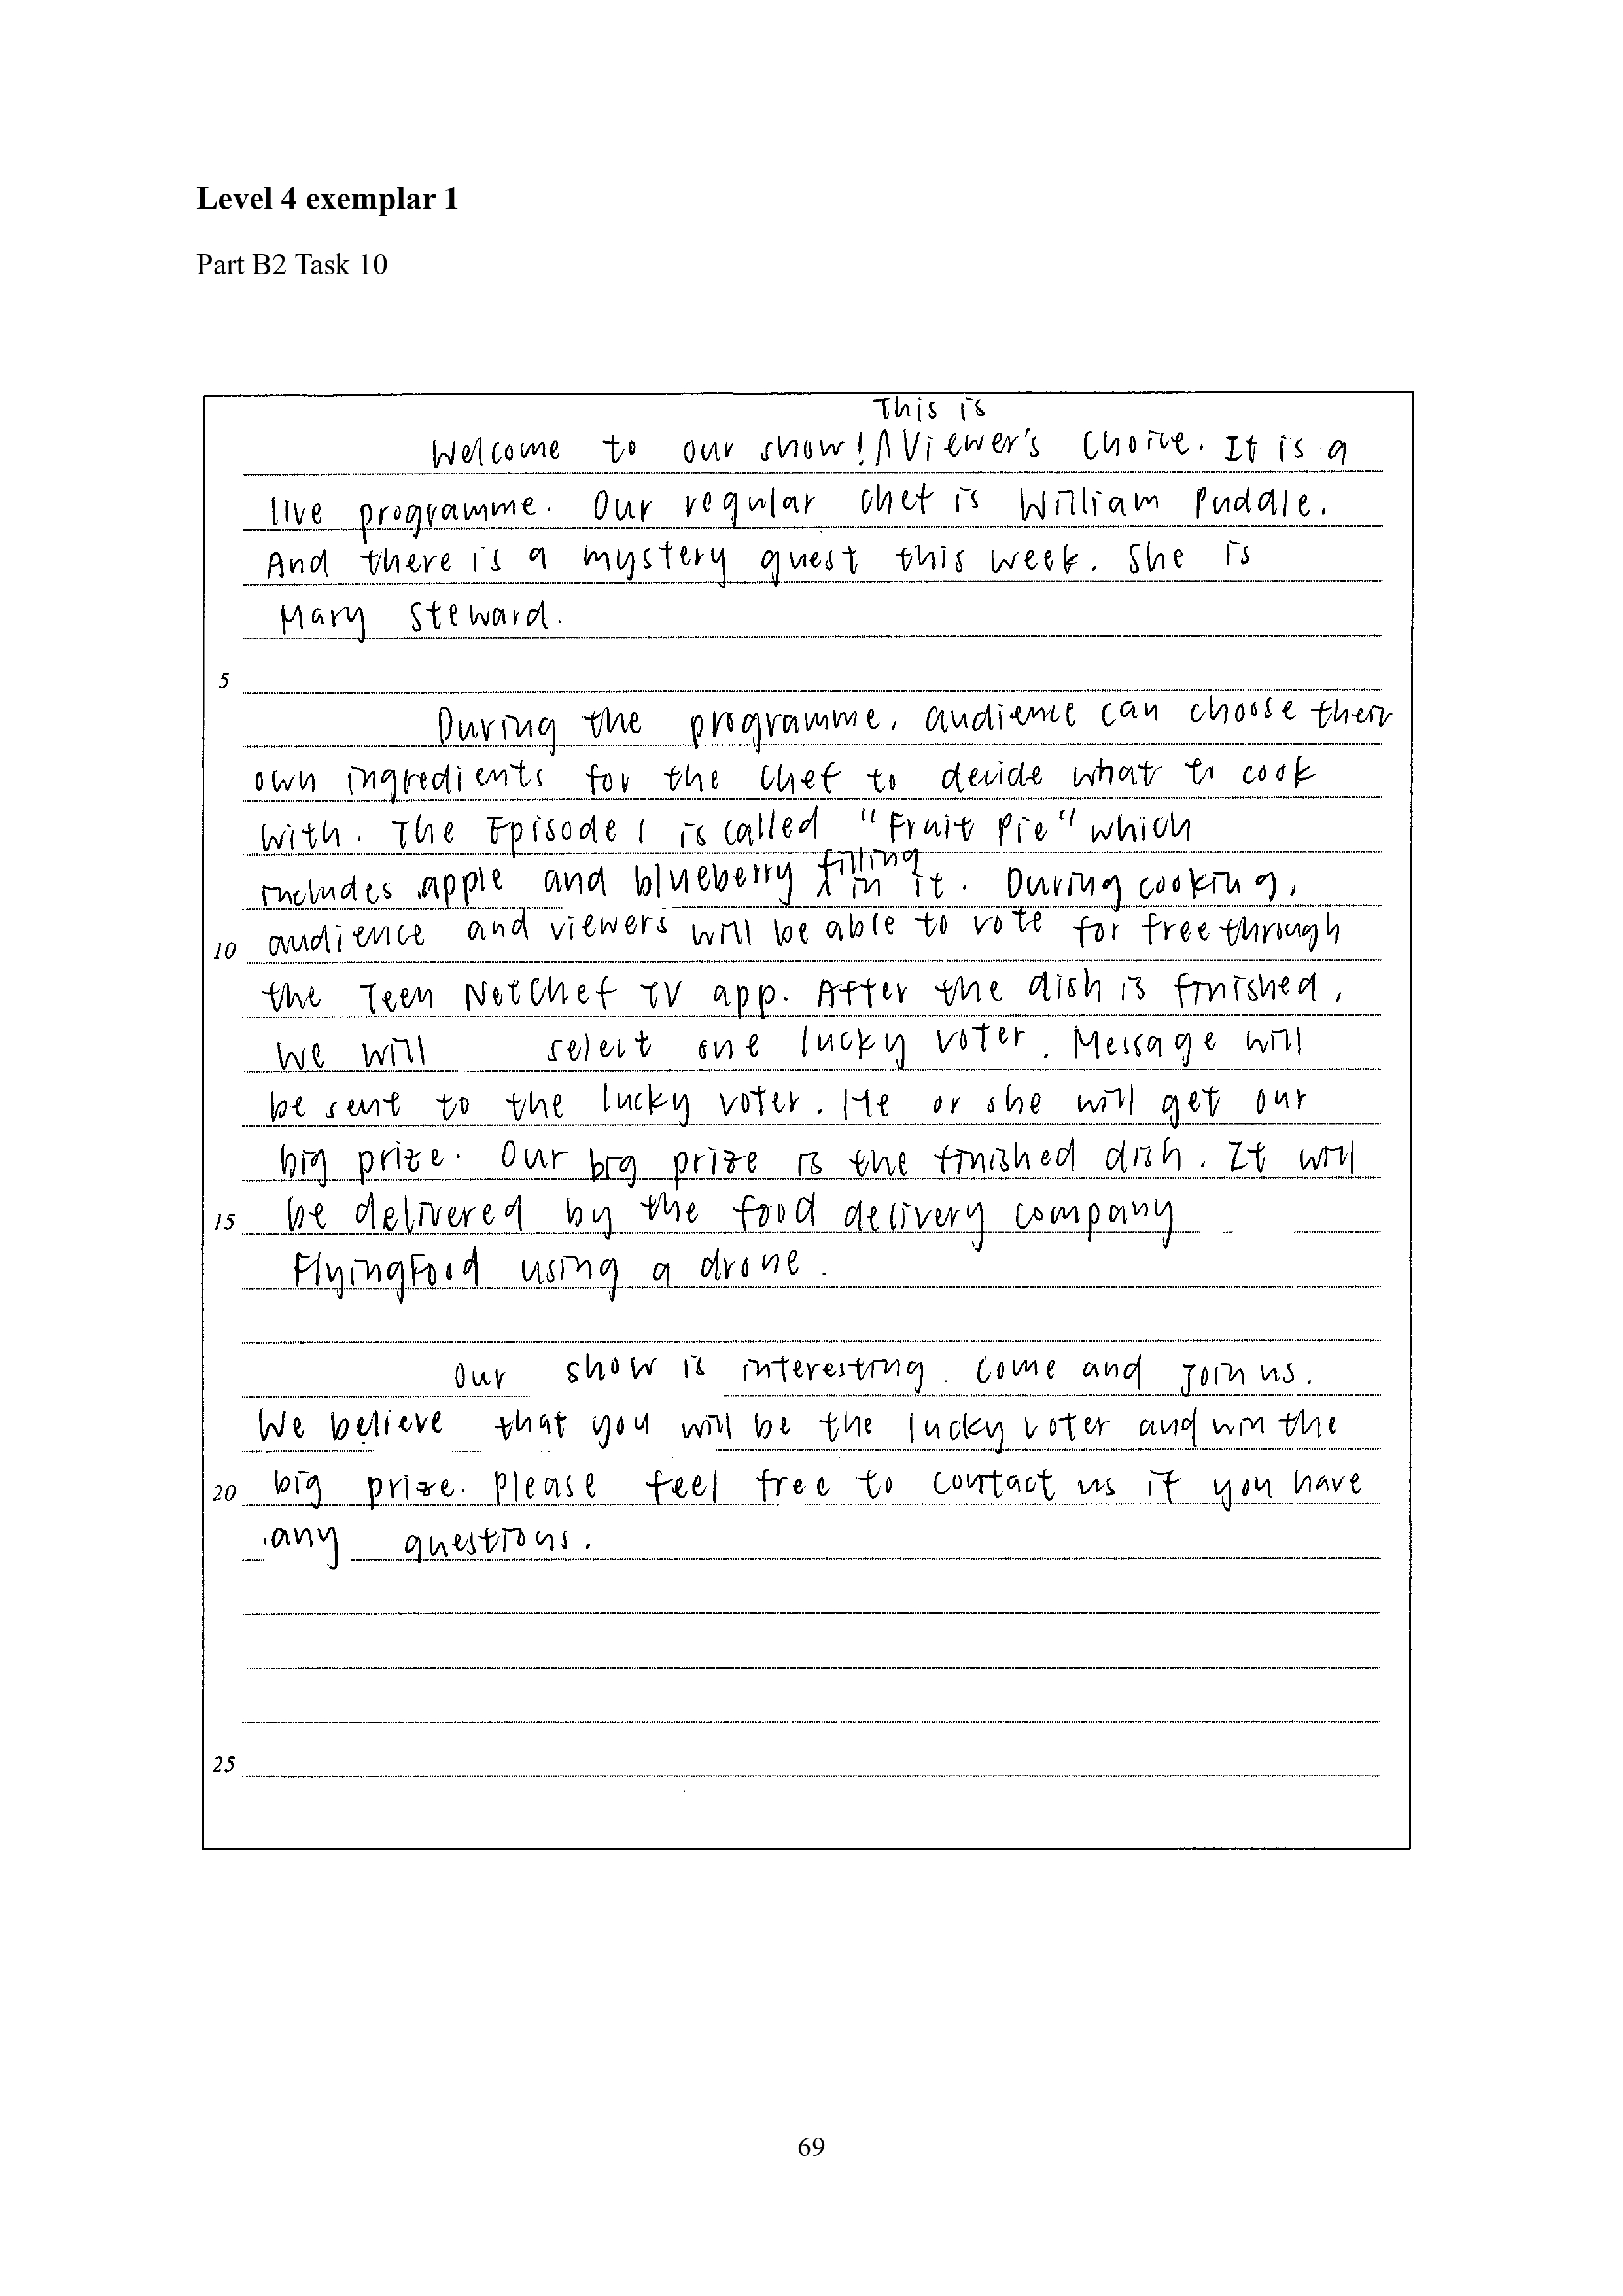 Level 4 exemplar 1
Part B2 Task 10
This is
Welcome to our show! ∧ Viewer's Choice. It is a
live programme. Our regular chef is William Puddle.
And there is a mystery guest this week. She is
Mary Steward.
5
During the programme, audience can choose their
own ingredients for the chef to decide what to cook
with. The Episode 1 is called "Fruit Pie" which
filling
includes apple and blueberry ∧ in it. During cooking,
10 audience and viewers will be able to vote for free through
the Teen NetChef TV app. After the dish is finished,
we will select one lucky voter. Message will
be sent to the lucky voter. He or she will get our
big prize. Our big prize is the finished dish. It will
15 be delivered by the food delivery company
FlyingFood using a drone.
Our show is interesting. Come and join us.
We believe that you will be the lucky voter and win the
20 big prize. Please feel free to contact us if you have
any questions.
25
69